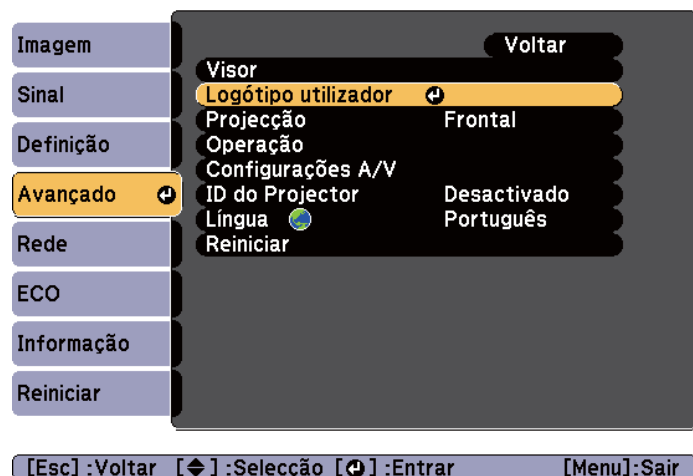 Imagem
Sinal
Definição
Avançado
Rede
ECO
Informação
Reiniciar
Voltar
Visor
Logótipo utilizador
Projecção Frontal
Operação
Configurações A/V
ID do Projector Desactivado
Língua Português
Reiniciar
[Esc] :Voltar [ ] :Selecção [ ] :Entrar [Menu]:Sair